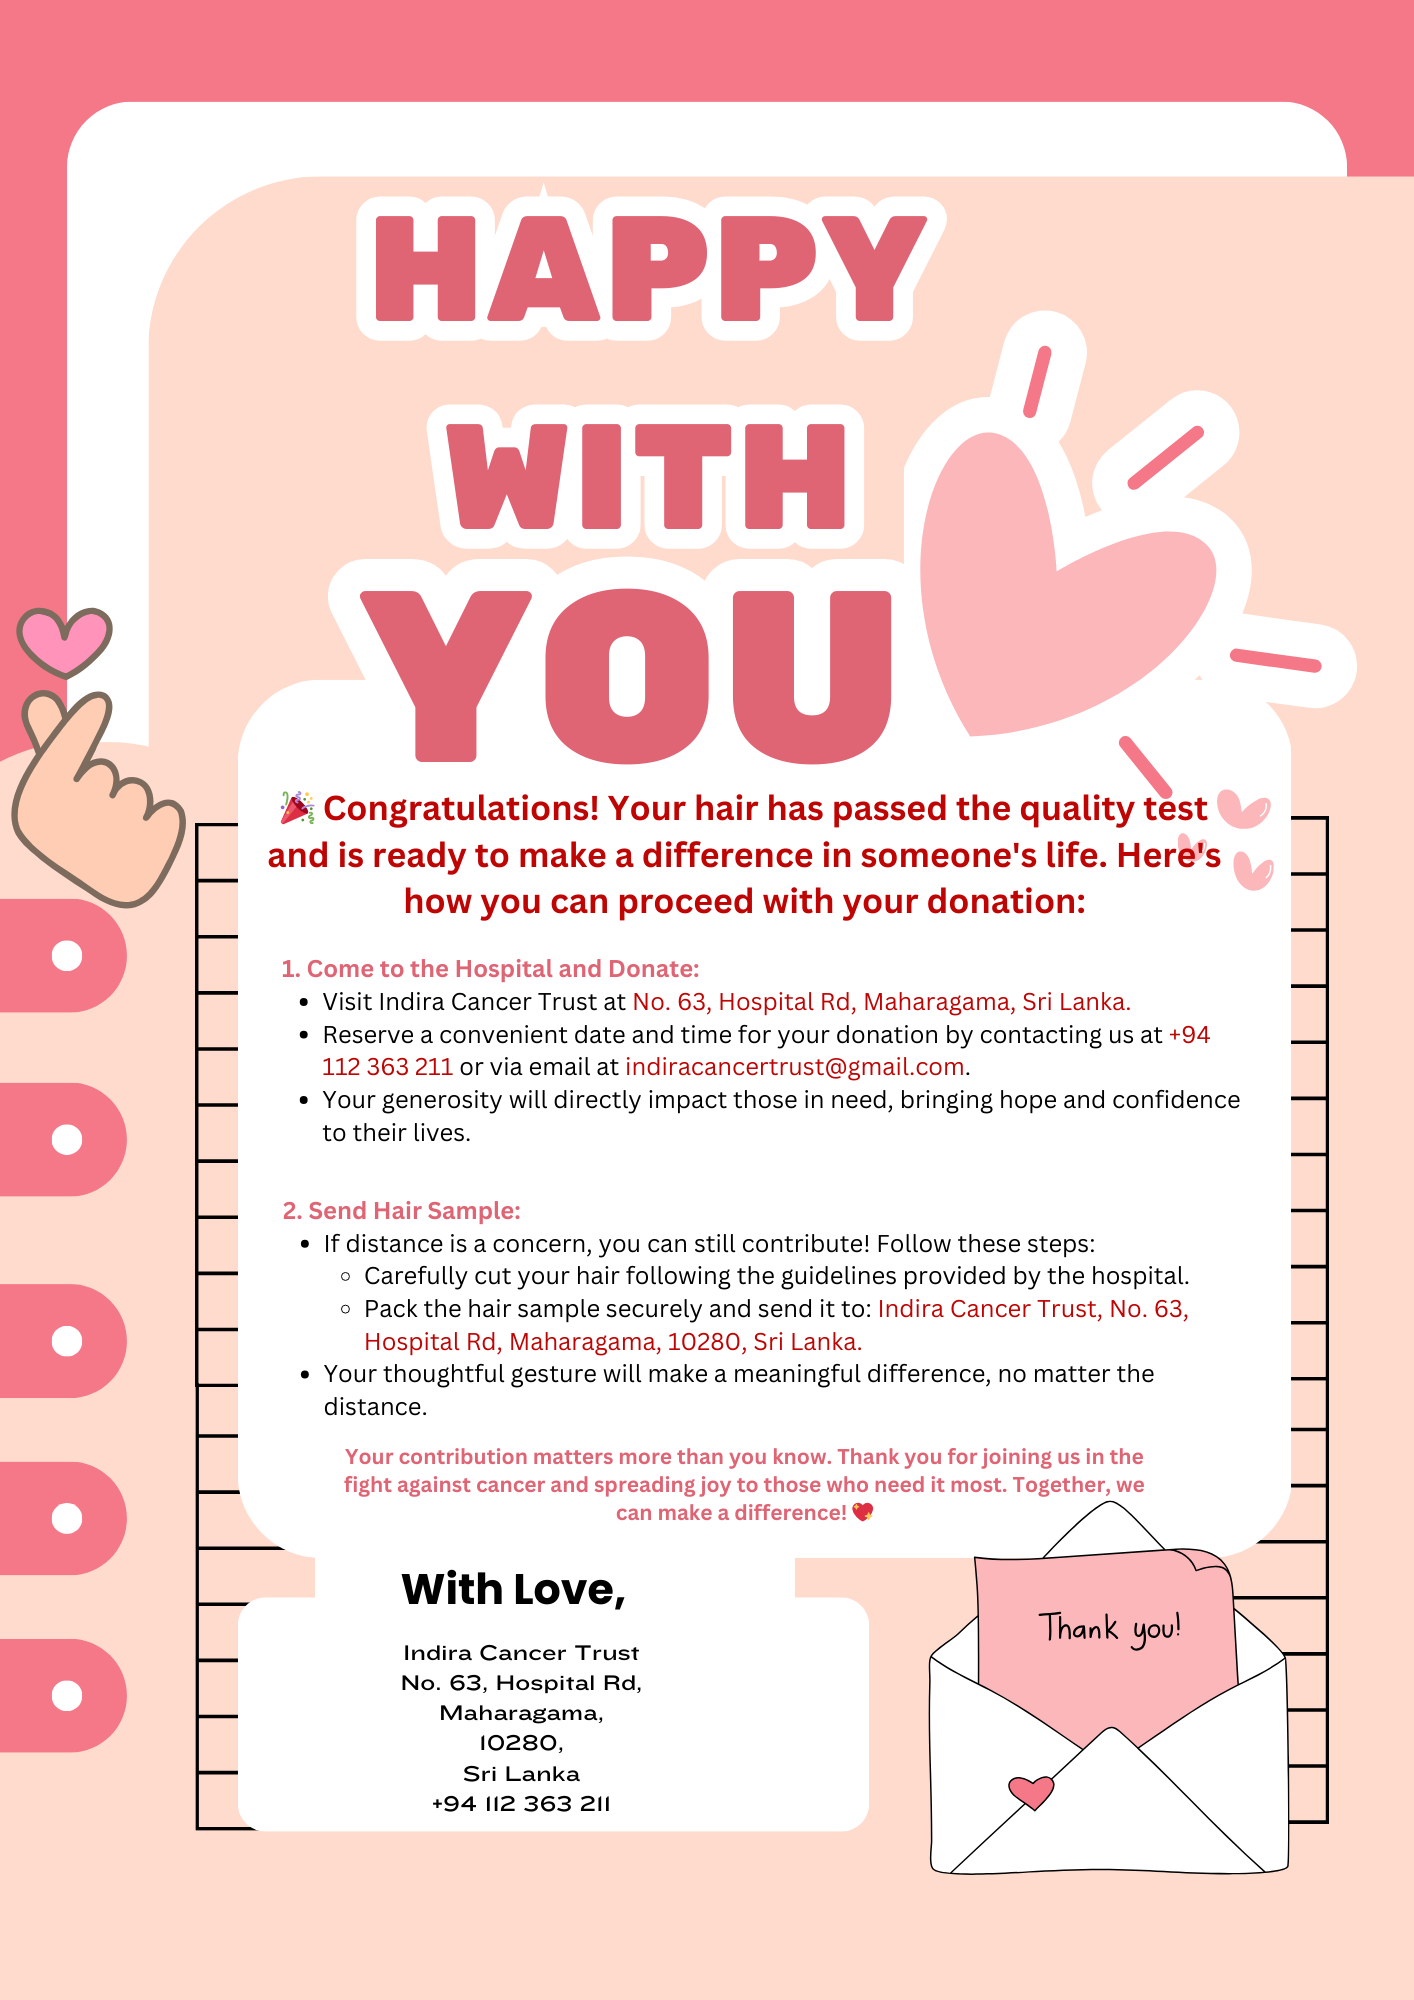 HAPPY
WITH
YOU
🎉 Congratulations! Your hair has passed the quality test
and is ready to make a difference in someone's life. Here's
how you can proceed with your donation:
1. Come to the Hospital and Donate:
• Visit Indira Cancer Trust at No. 63, Hospital Rd, Maharagama, Sri Lanka.
• Reserve a convenient date and time for your donation by contacting us at +94
112 363 211 or via email at indiracancertrust@gmail.com.
• Your generosity will directly impact those in need, bringing hope and confidence
to their lives.
2. Send Hair Sample:
• If distance is a concern, you can still contribute! Follow these steps:
◦ Carefully cut your hair following the guidelines provided by the hospital.
◦ Pack the hair sample securely and send it to: Indira Cancer Trust, No. 63,
Hospital Rd, Maharagama, 10280, Sri Lanka.
• Your thoughtful gesture will make a meaningful difference, no matter the
distance.
Your contribution matters more than you know. Thank you for joining us in the
fight against cancer and spreading joy to those who need it most. Together, we
can make a difference! 💖
With Love,
Indira Cancer Trust
No. 63, Hospital Rd,
Maharagama,
10280,
Sri Lanka
+94 112 363 211
Thank you!